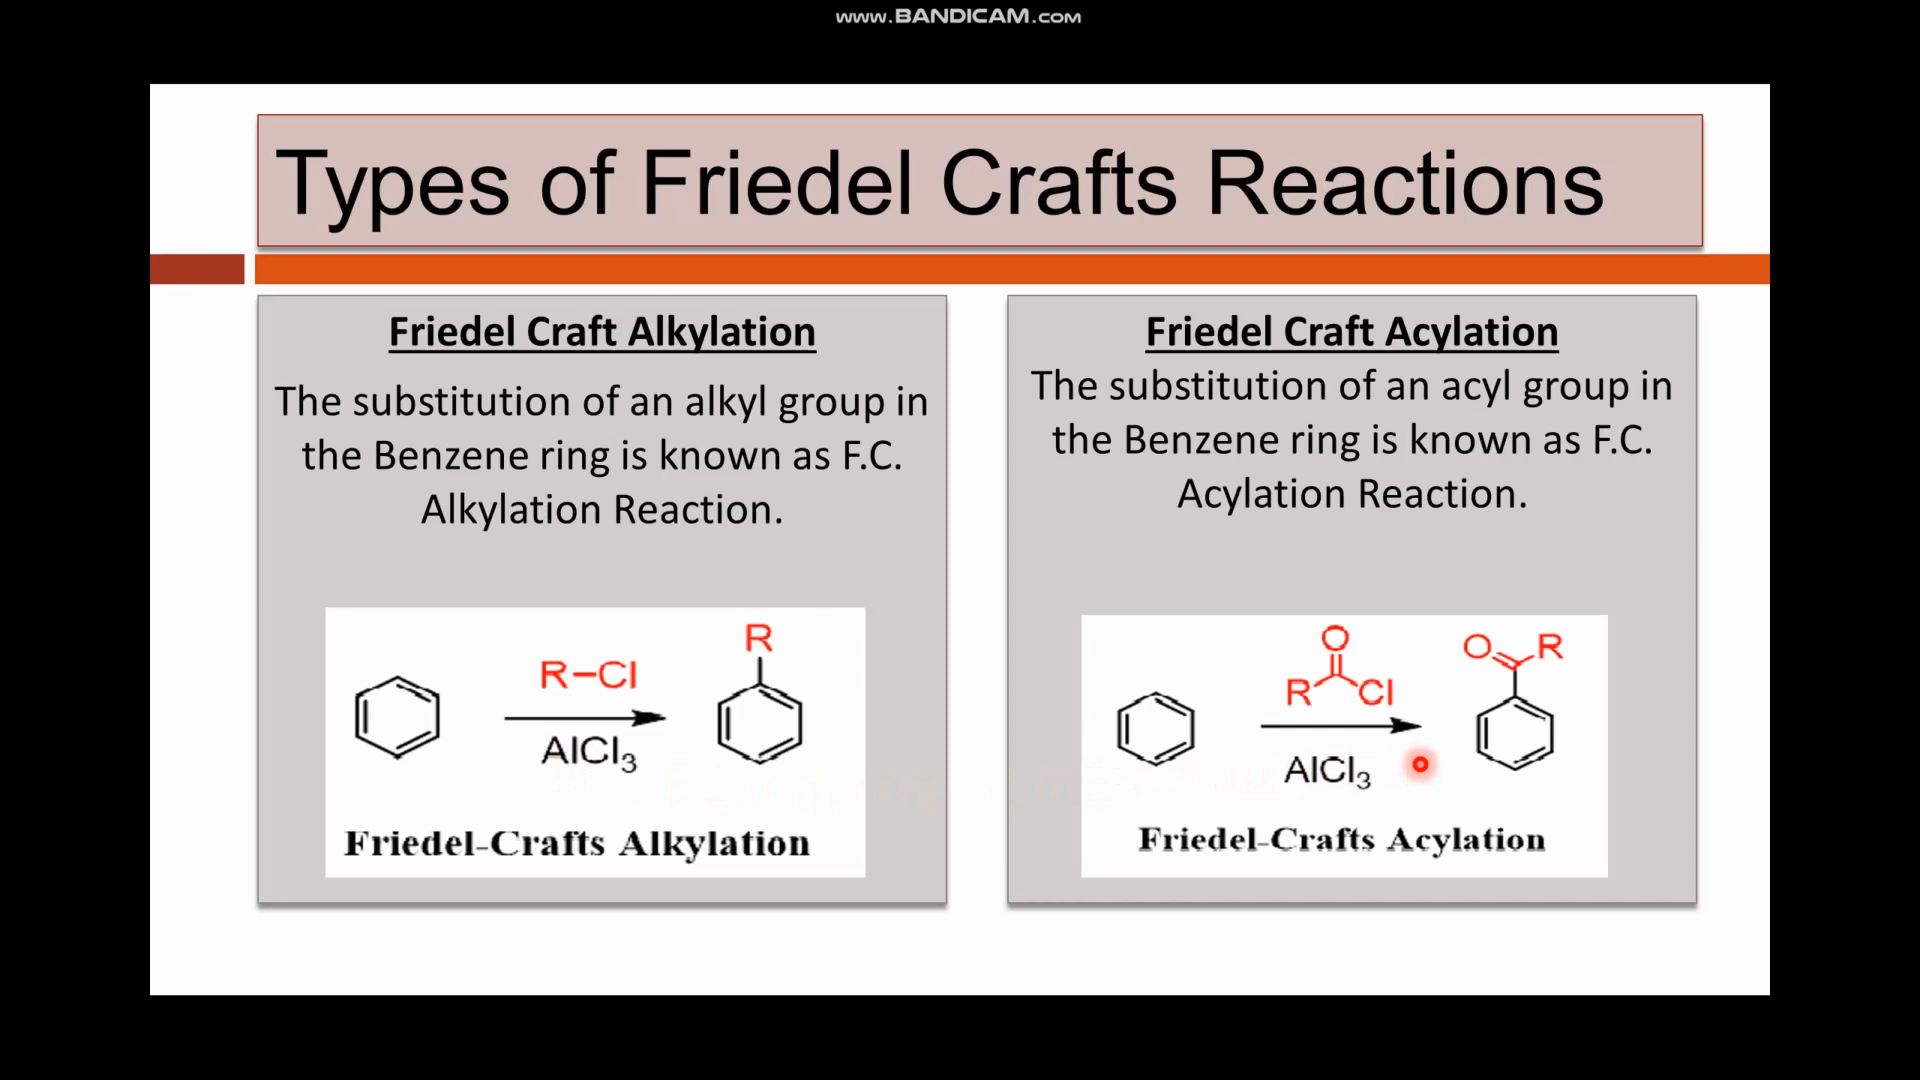 www.BANDICAM.com
Types of Friedel Crafts Reactions
Friedel Craft Alkylation
The substitution of an alkyl group in
the Benzene ring is known as F.C.
Alkylation Reaction.
R
R–Cl
AlCl₃
Friedel-Crafts Alkylation
Friedel Craft Acylation
The substitution of an acyl group in
the Benzene ring is known as F.C.
Acylation Reaction.
O
O R
R Cl
AlCl₃
Friedel-Crafts Acylation